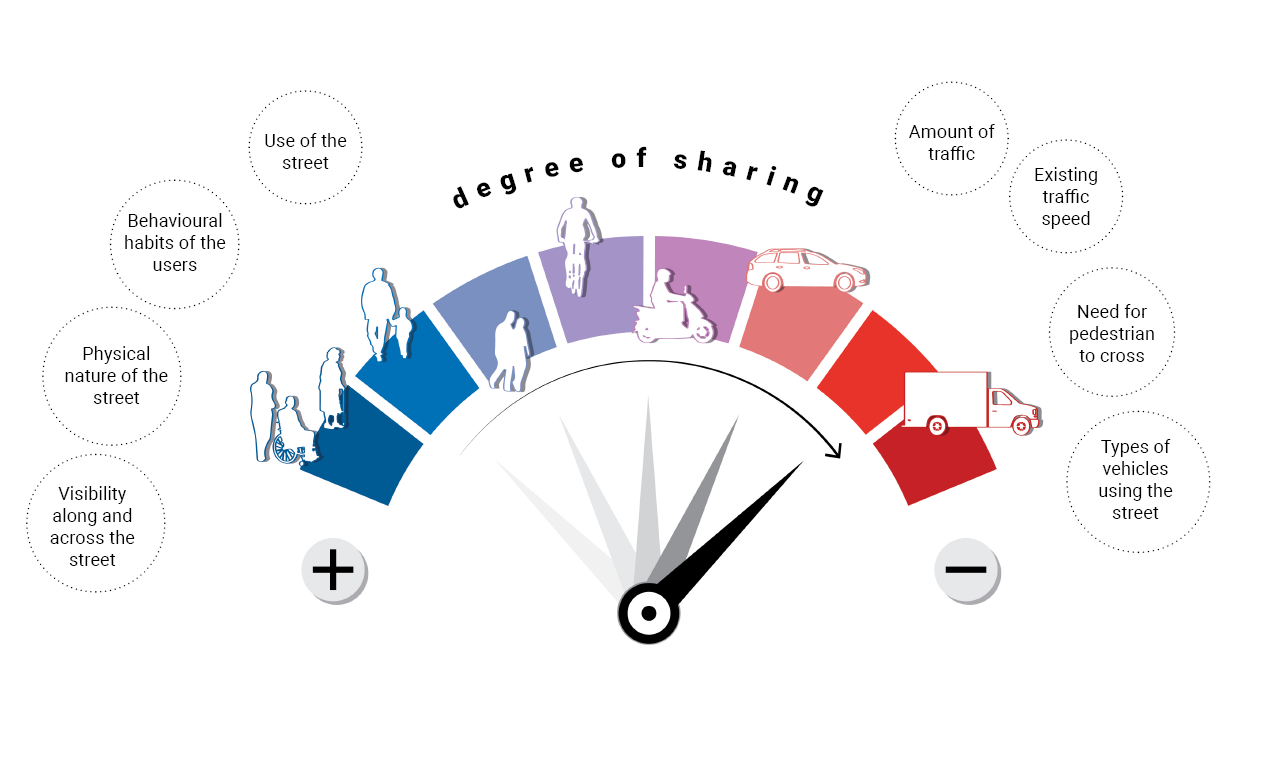 degree of sharing
Use of the
street
Behavioural
habits of the
users
Physical
nature of the
street
Visibility
along and
across the
street
Amount of
traffic
Existing
traffic
speed
Need for
pedestrian
to cross
Types of
vehicles
using the
street
+
−